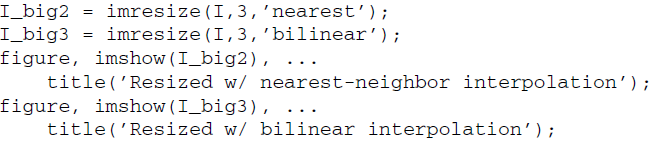 I_big2 = imresize(I,3,’nearest’);
I_big3 = imresize(I,3,’bilinear’);
figure, imshow(I_big2), ...
    title(’Resized w/ nearest-neighbor interpolation’);
figure, imshow(I_big3), ...
    title(’Resized w/ bilinear interpolation’);